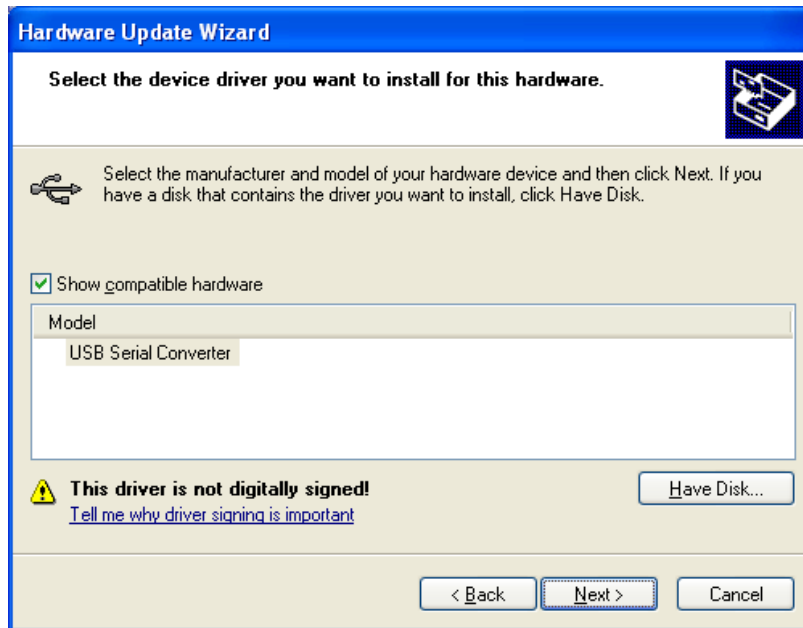 Hardware Update Wizard
Select the device driver you want to install for this hardware.
Select the manufacturer and model of your hardware device and then click Next. If you
have a disk that contains the driver you want to install, click Have Disk.
Show compatible hardware
Model
USB Serial Converter
This driver is not digitally signed!
Have Disk...
Tell me why driver signing is important
< Back
Next >
Cancel